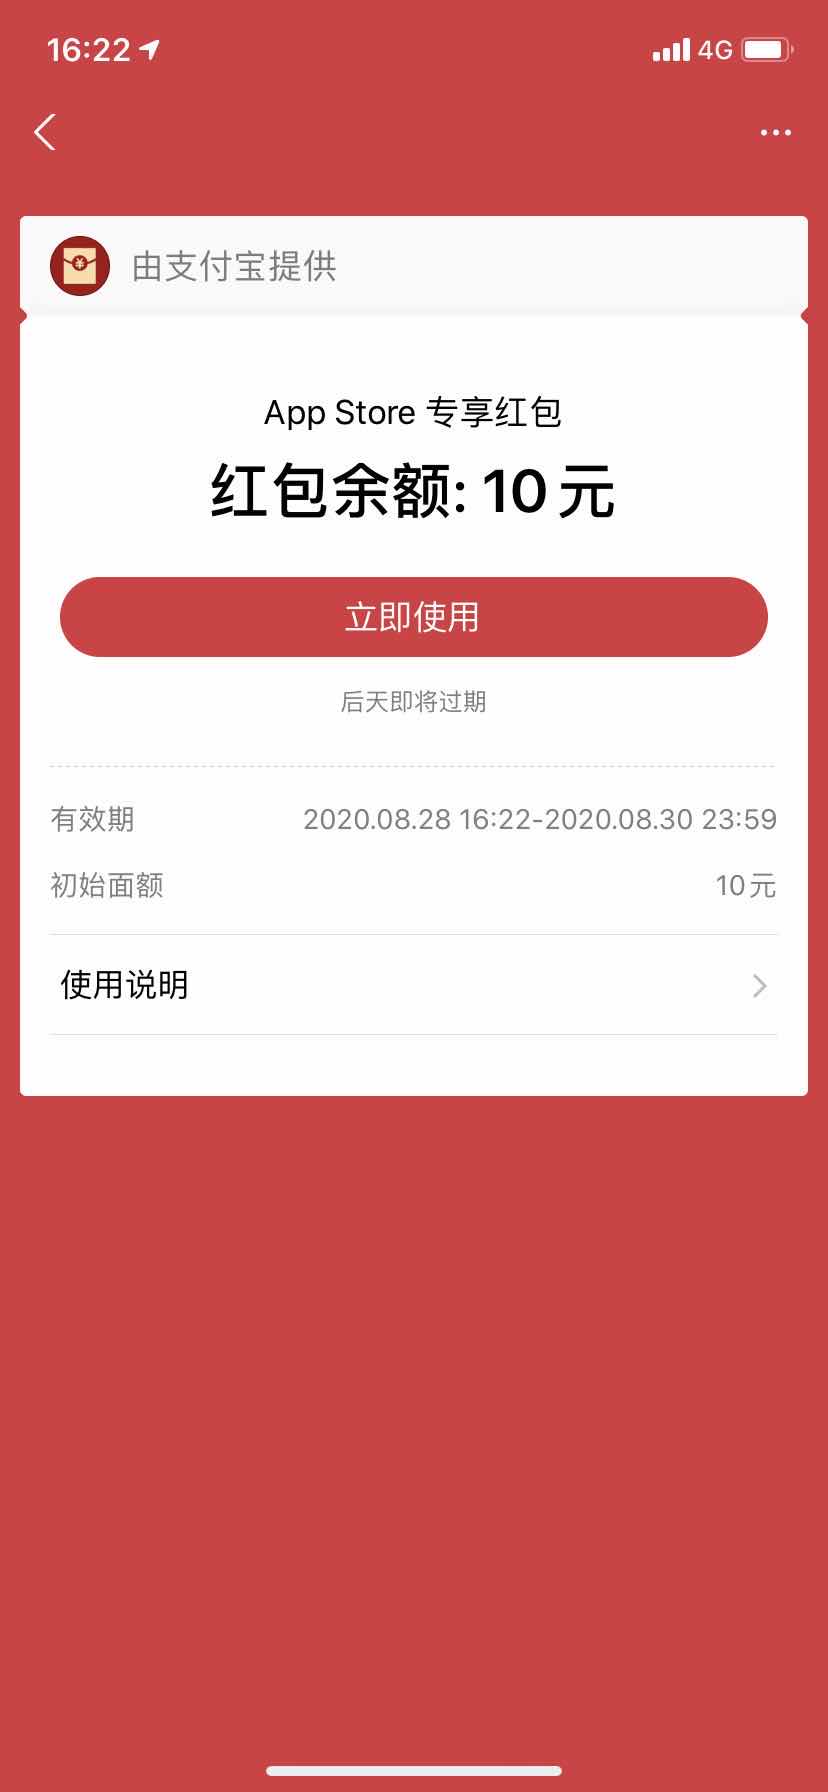 16:22 4G
¥
由支付宝提供
App Store 专享红包
红包余额: 10 元
立即使用
后天即将过期
有效期 2020.08.28 16:22-2020.08.30 23:59
初始面额 10元
使用说明